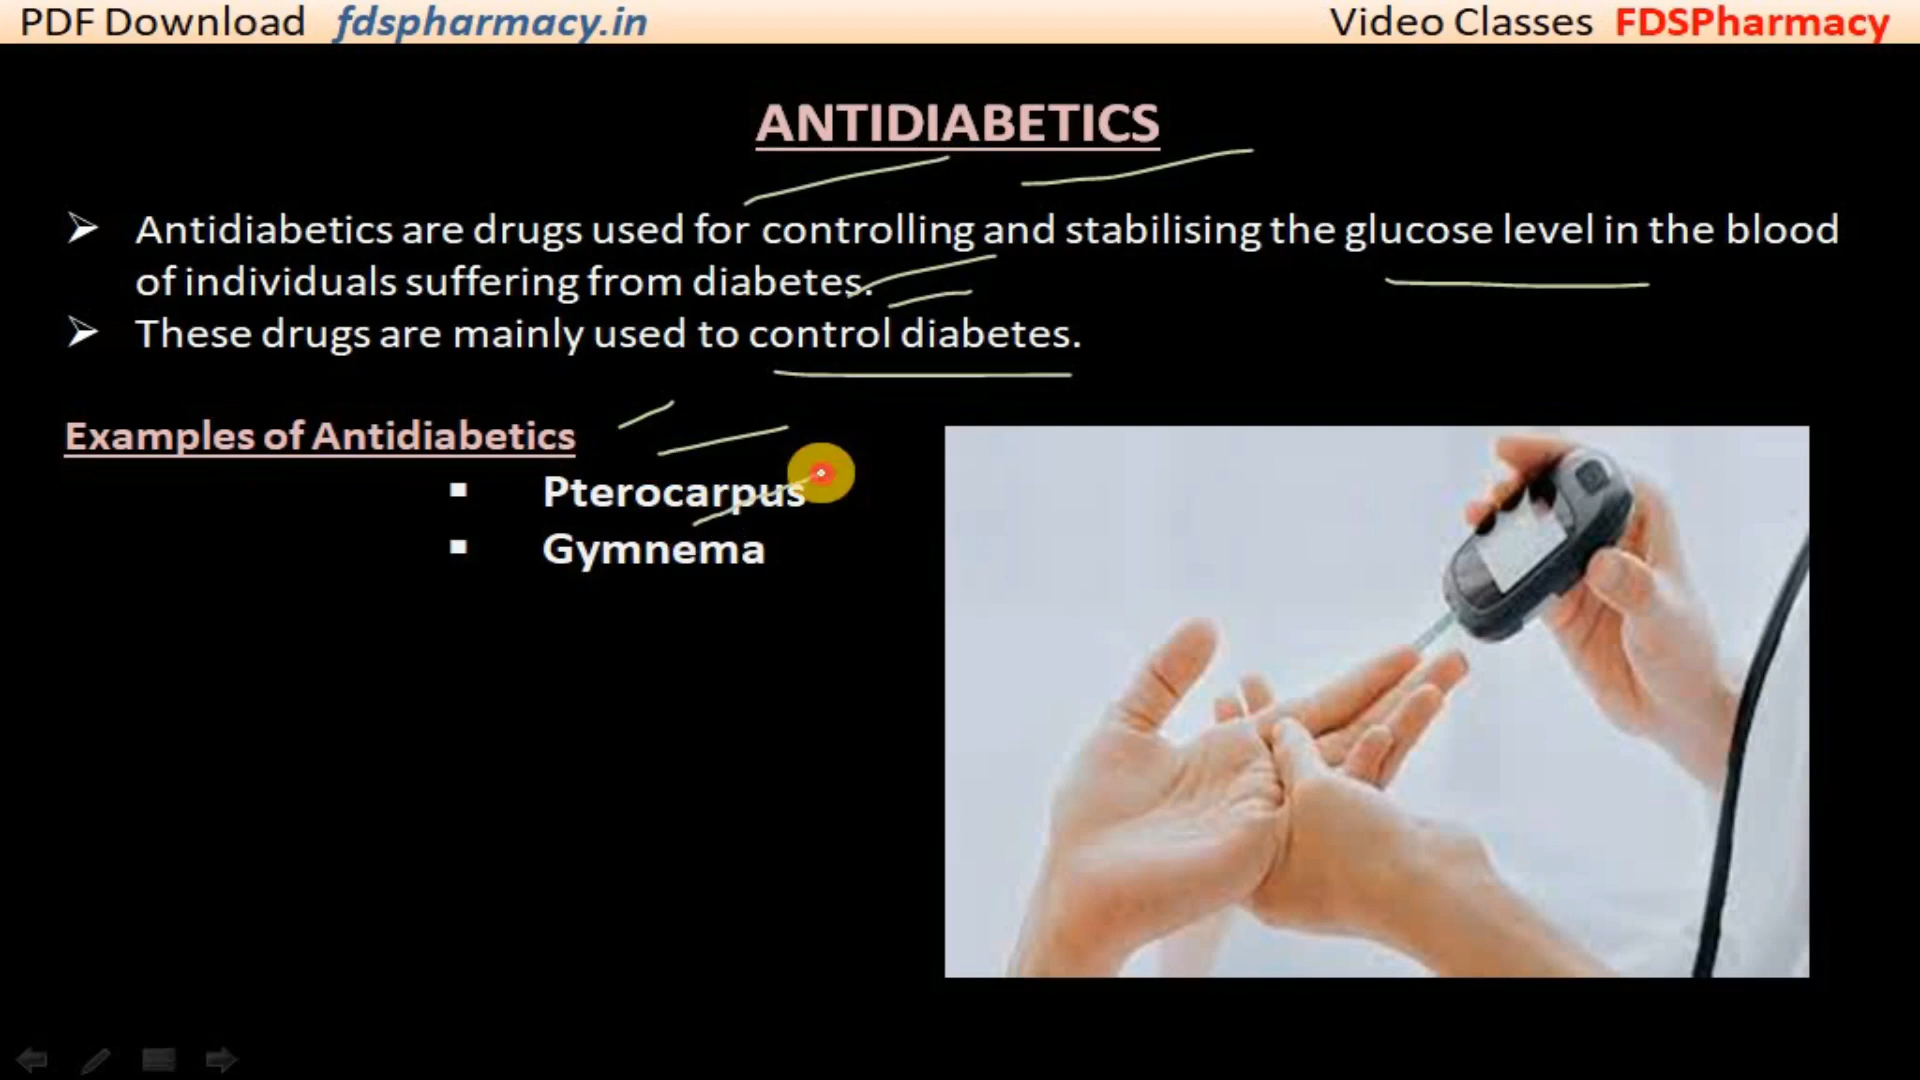 PDF Download fdspharmacy.in Video Classes FDSPharmacy
ANTIDIABETICS
➢ Antidiabetics are drugs used for controlling and stabilising the glucose level in the blood
of individuals suffering from diabetes.
➢ These drugs are mainly used to control diabetes.
Examples of Antidiabetics
▪ Pterocarpus
▪ Gymnema